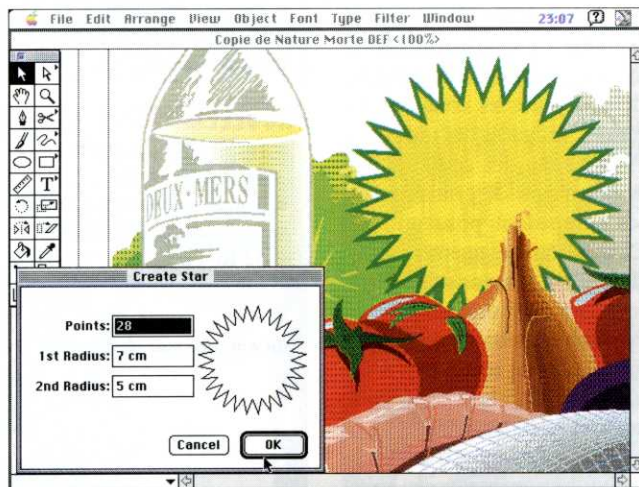 File Edit Arrange View Object Font Type Filter Window 23:07
Copie de Nature Morte DEF <100%>
DEUX·MERS
Create Star
Points: 28
1st Radius: 7 cm
2nd Radius: 5 cm
Cancel OK